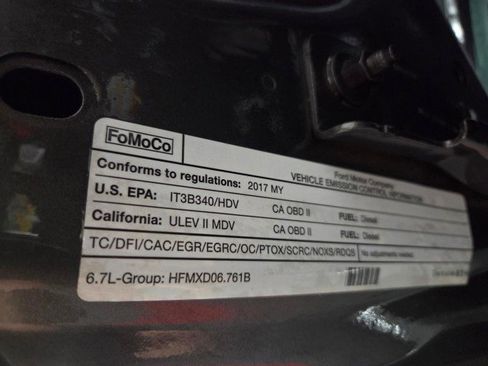 FoMoCo
Ford Motor Company
VEHICLE EMISSION CONTROL INFORMATION
Conforms to regulations: 2017 MY
U.S. EPA: IT3B340/HDV CA OBD II FUEL: Diesel
California: ULEV II MDV CA OBD II FUEL: Diesel
TC/DFI/CAC/EGR/EGRC/OC/PTOX/SCRC/NOXS/RDQS No adjustments needed.
6.7L-Group: HFMXD06.761B